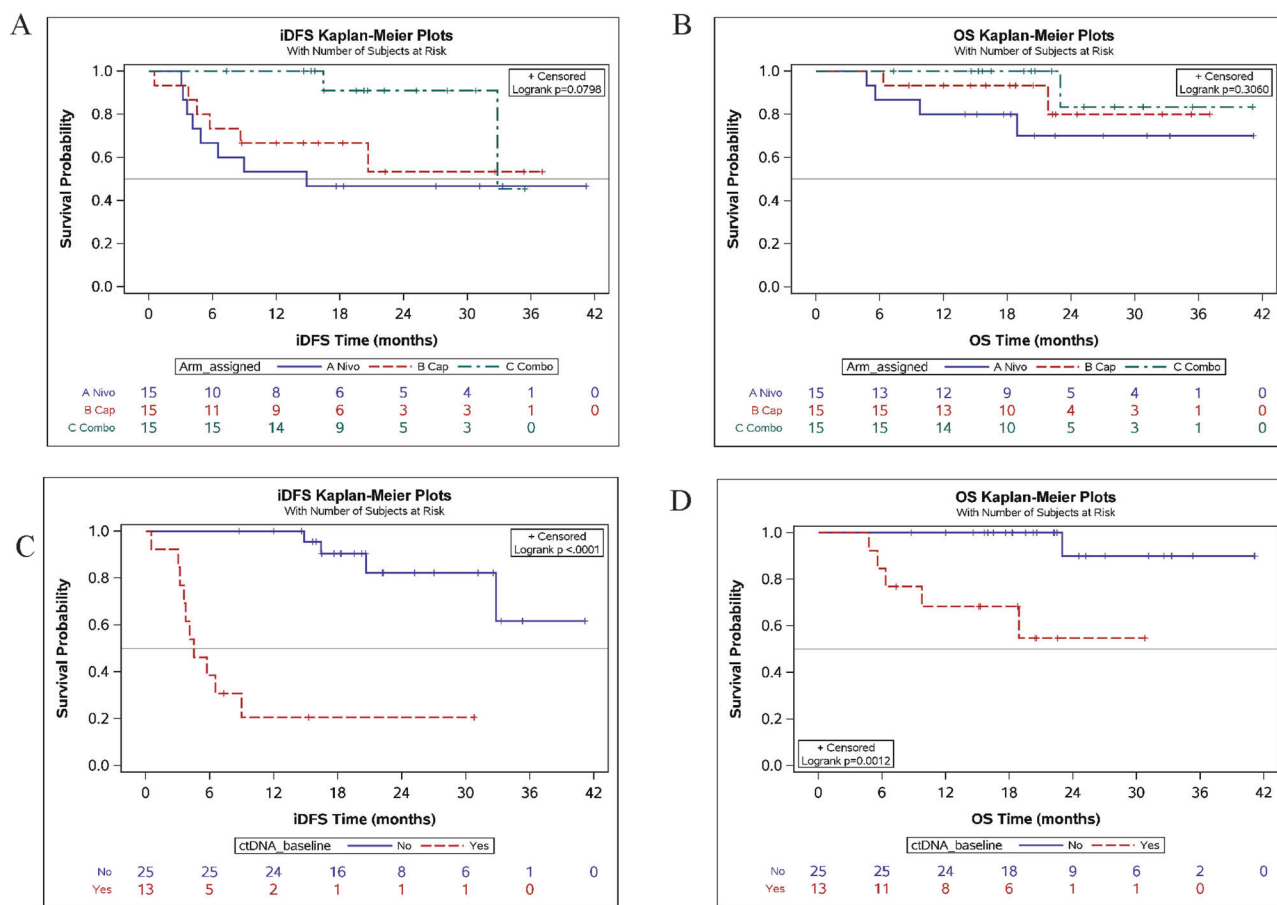 A
iDFS Kaplan-Meier Plots
With Number of Subjects at Risk
+ Censored
Logrank p=0.0798
Survival Probability
1.0
0.8
0.6
0.4
0.2
0.0
0 6 12 18 24 30 36 42
iDFS Time (months)
Arm_assigned A Nivo B Cap C Combo
A Nivo 15 10 8 6 5 4 1 0
B Cap 15 11 9 6 3 3 1 0
C Combo 15 15 14 9 5 3 0
B
OS Kaplan-Meier Plots
With Number of Subjects at Risk
+ Censored
Logrank p=0.3060
Survival Probability
1.0
0.8
0.6
0.4
0.2
0.0
0 6 12 18 24 30 36 42
OS Time (months)
Arm_assigned A Nivo B Cap C Combo
A Nivo 15 13 12 9 5 4 1 0
B Cap 15 15 13 10 4 3 1 0
C Combo 15 15 14 10 5 3 1 0
C
iDFS Kaplan-Meier Plots
With Number of Subjects at Risk
+ Censored
Logrank p <.0001
Survival Probability
1.0
0.8
0.6
0.4
0.2
0.0
0 6 12 18 24 30 36 42
iDFS Time (months)
ctDNA_baseline No Yes
No 25 25 24 16 8 6 1 0
Yes 13 5 2 1 1 1 0
D
OS Kaplan-Meier Plots
With Number of Subjects at Risk
Survival Probability
1.0
0.8
0.6
0.4
0.2
0.0
+ Censored
Logrank p=0.0012
0 6 12 18 24 30 36 42
OS Time (months)
ctDNA_baseline No Yes
No 25 25 24 18 9 6 2 0
Yes 13 11 8 6 1 1 0